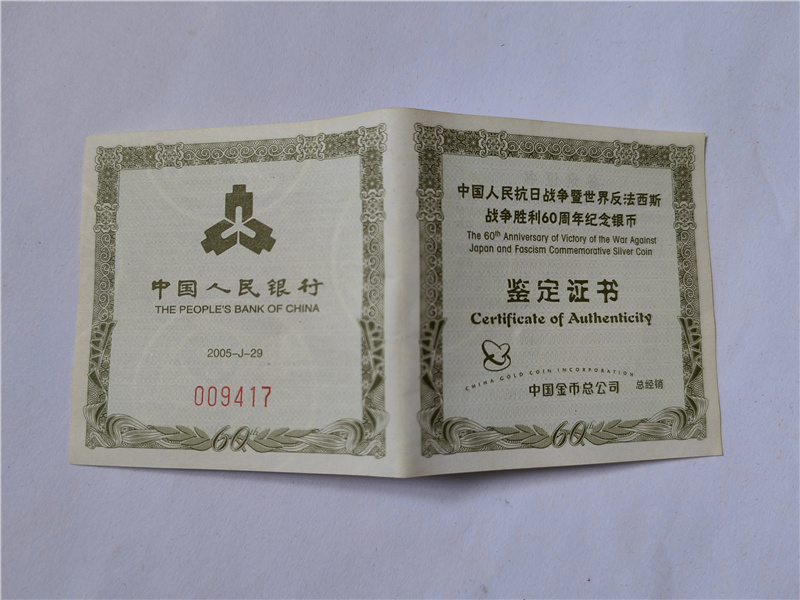 中国人民银行
THE PEOPLE'S BANK OF CHINA
2005-J-29
009417
60th
中国人民抗日战争暨世界反法西斯
战争胜利60周年纪念银币
The 60th Anniversary of Victory of the War Against
Japan and Fascism Commemorative Silver Coin
鉴定证书
Certificate of Authenticity
CHINA GOLD COIN INCORPORATION
中国金币总公司 总经销
60th